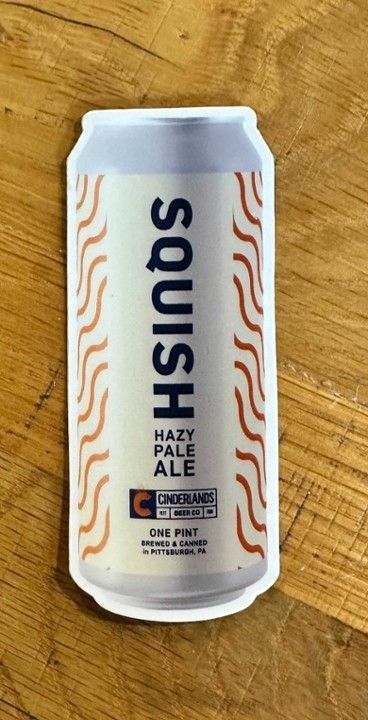 SQUISH
HAZY
PALE
ALE
C CINDERLANDS
BEER CO
ONE PINT
BREWED & CANNED
in PITTSBURGH, PA